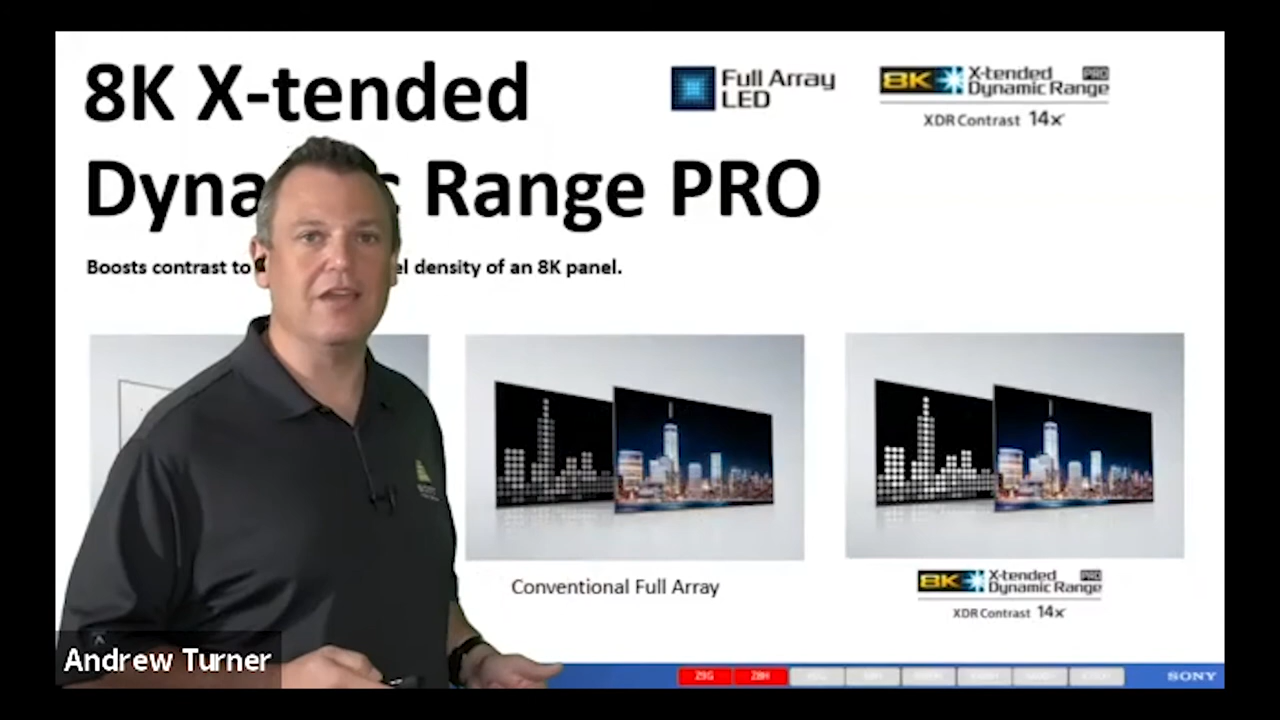 8K X-tended
Dyna c Range PRO
Full Array
LED
8K X-tended PRO
Dynamic Range
XDR Contrast 14x
Boosts contrast to el density of an 8K panel.
Conventional Full Array
8K X-tended PRO
Dynamic Range
XDR Contrast 14x
Andrew Turner
Z9G Z8H
SONY